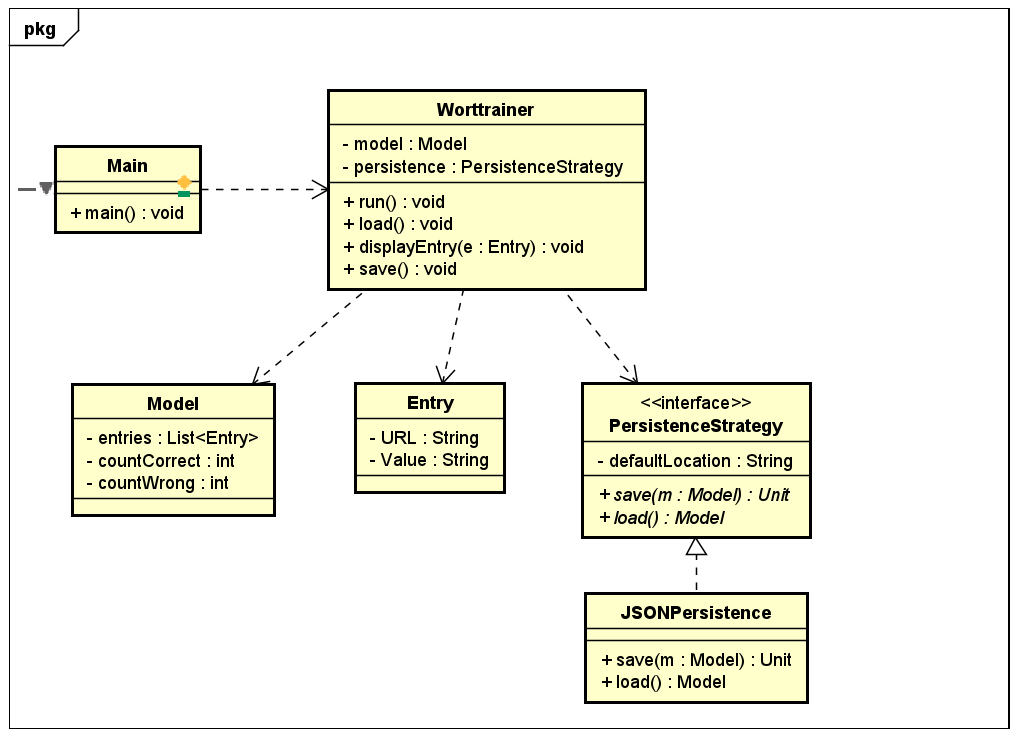 pkg
Main
+ main() : void
Worttrainer
- model : Model
- persistence : PersistenceStrategy
+ run() : void
+ load() : void
+ displayEntry(e : Entry) : void
+ save() : void
Model
- entries : List<Entry>
- countCorrect : int
- countWrong : int
Entry
- URL : String
- Value : String
<<interface>>
PersistenceStrategy
- defaultLocation : String
+ save(m : Model) : Unit
+ load() : Model
JSONPersistence
+ save(m : Model) : Unit
+ load() : Model